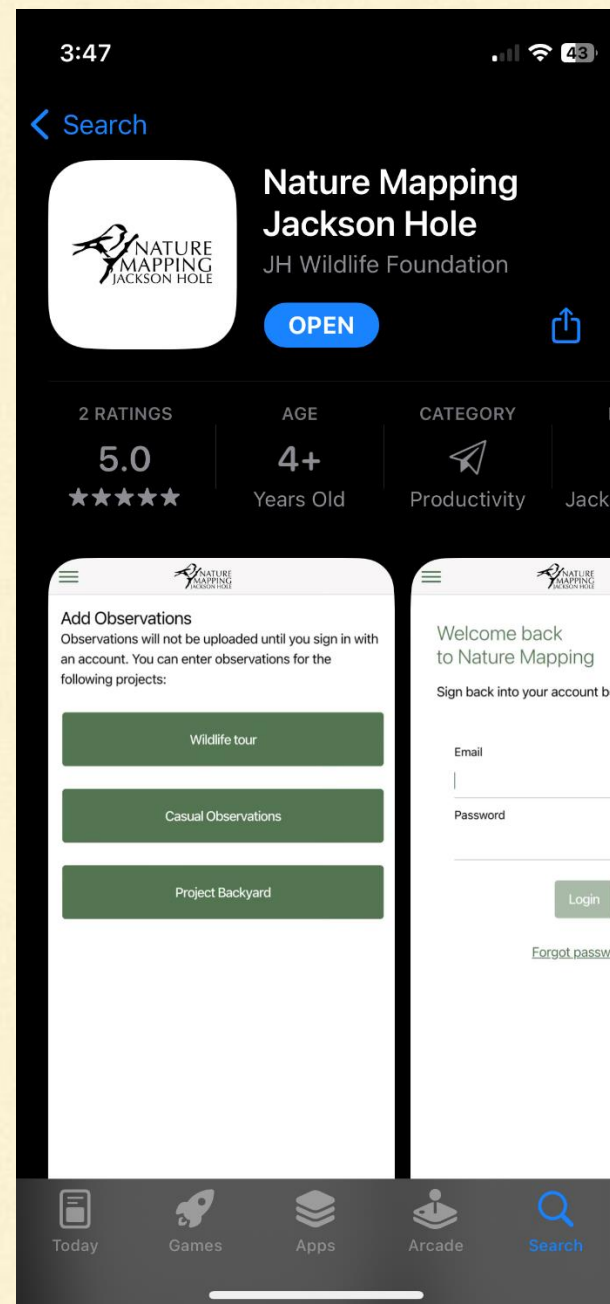 3:47
43
Search
NATURE
MAPPING
JACKSON HOLE
Nature Mapping
Jackson Hole
JH Wildlife Foundation
OPEN
2 RATINGS
5.0
AGE
4+
Years Old
CATEGORY
Productivity
Jack
NATURE
MAPPING
JACKSON HOLE
Add Observations
Observations will not be uploaded until you sign in with
an account. You can enter observations for the
following projects:
Wildlife tour
Casual Observations
Project Backyard
NATURE
MAPPING
JACKSON HOLE
Welcome back
to Nature Mapping
Sign back into your account b
Email
Password
Login
Forgot passw
Today
Games
Apps
Arcade
Search